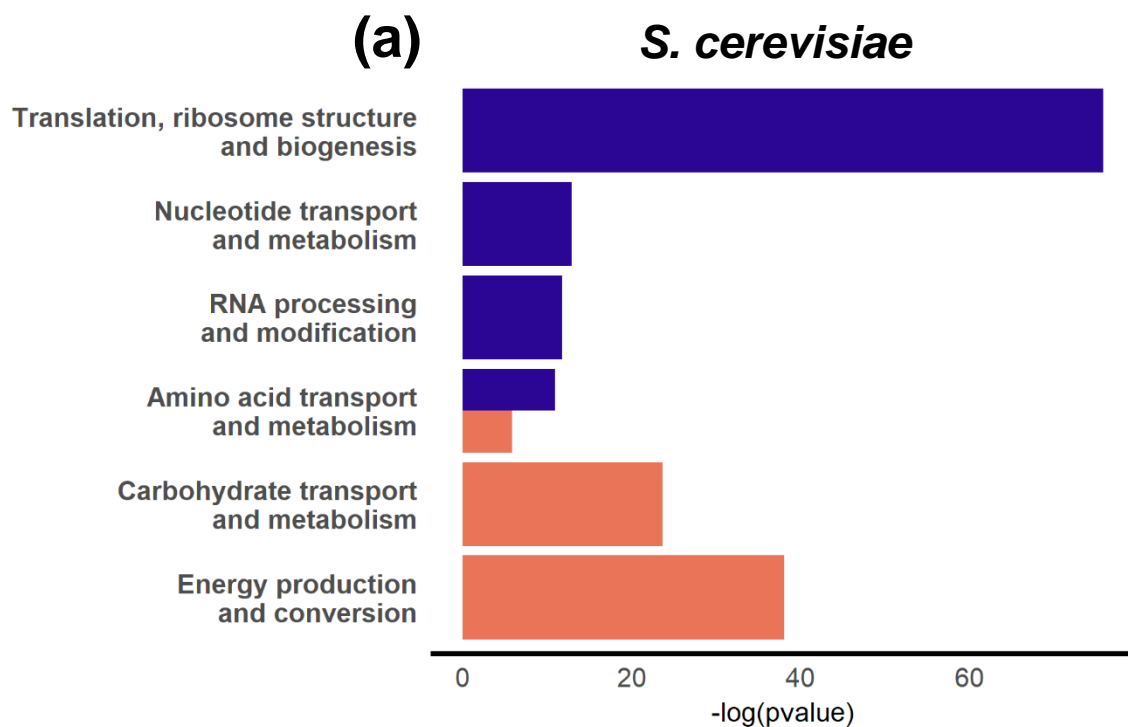 (a)
S. cerevisiae
Translation, ribosome structure
and biogenesis
Nucleotide transport
and metabolism
RNA processing
and modification
Amino acid transport
and metabolism
Carbohydrate transport
and metabolism
Energy production
and conversion
0 20 40 60
-log(pvalue)